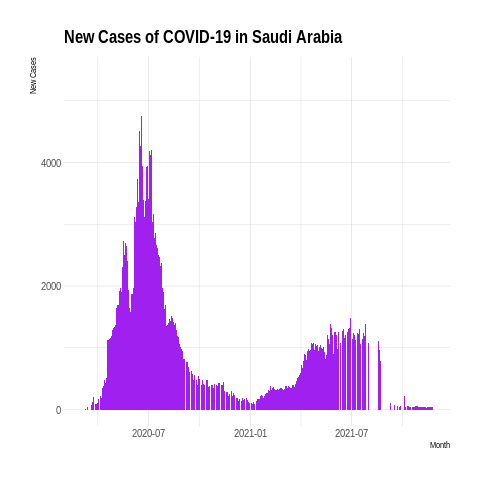 New Cases of COVID-19 in Saudi Arabia
New Cases
4000
2000
0
2020-07
2021-01
2021-07
Month